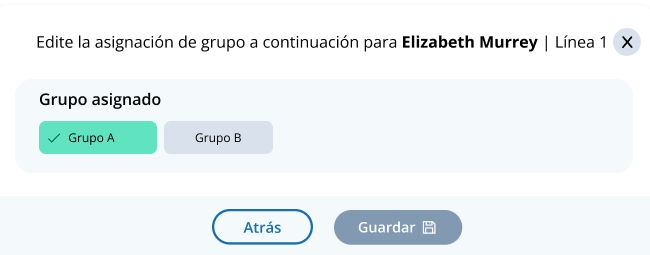 Edite la asignación de grupo a continuación para Elizabeth Murrey | Línea 1 X
Grupo asignado
Grupo A Grupo B
Atrás Guardar